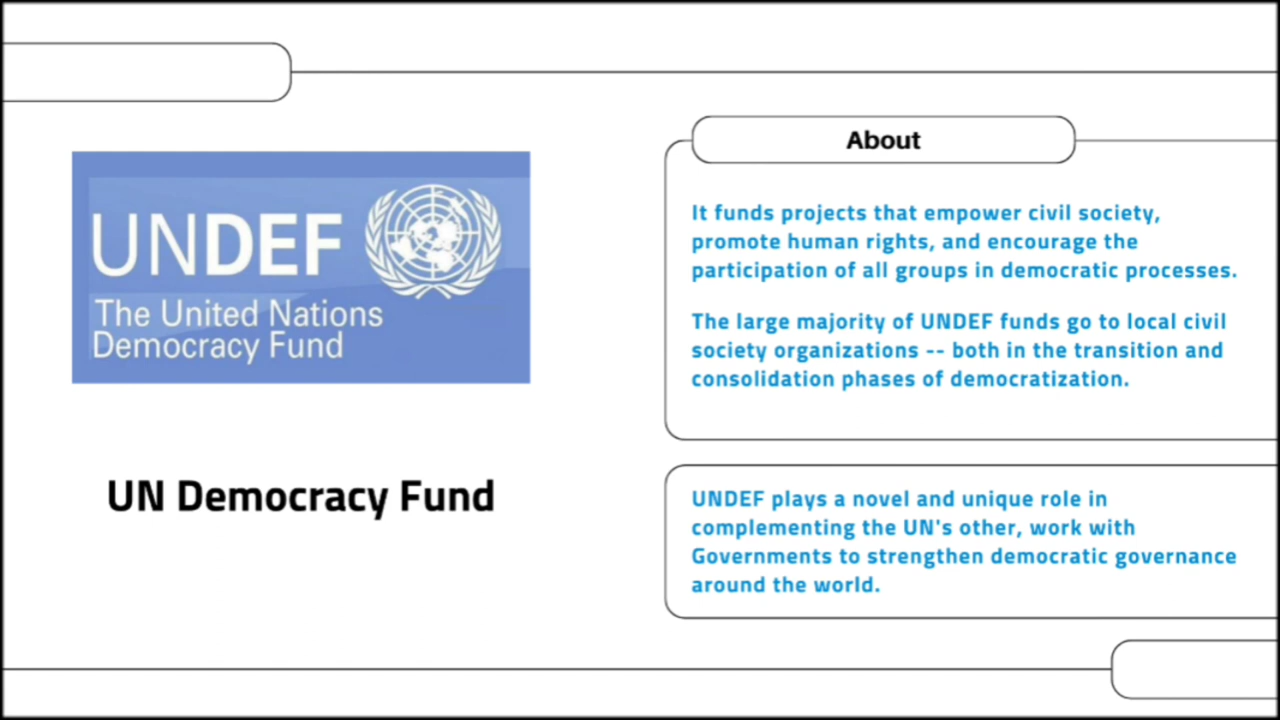 UNDEF
The United Nations
Democracy Fund
UN Democracy Fund
About
It funds projects that empower civil society,
promote human rights, and encourage the
participation of all groups in democratic processes.
The large majority of UNDEF funds go to local civil
society organizations -- both in the transition and
consolidation phases of democratization.
UNDEF plays a novel and unique role in
complementing the UN's other, work with
Governments to strengthen democratic governance
around the world.